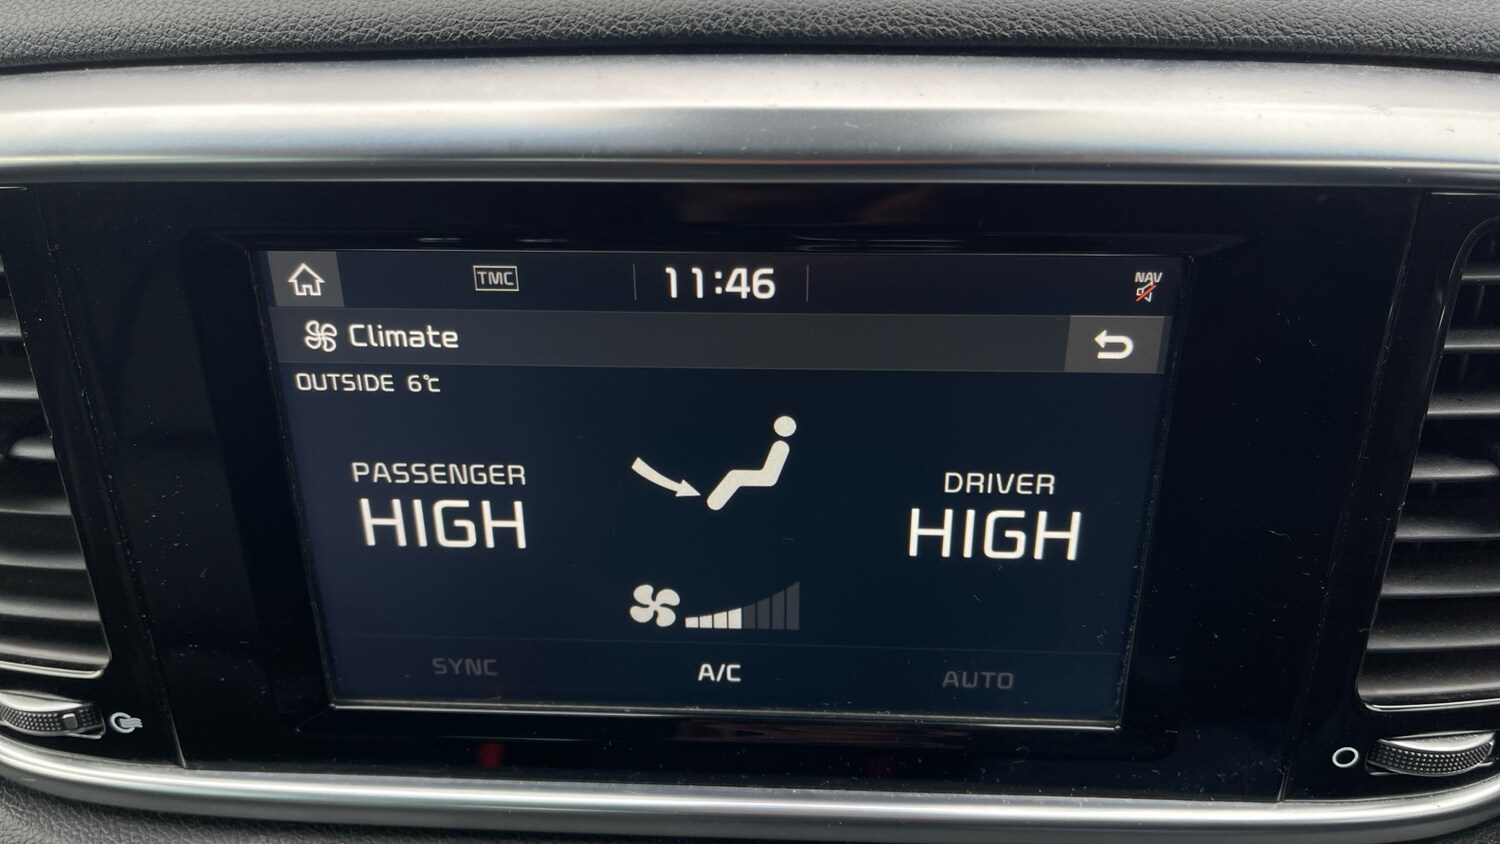 TMC
11:46
NAV
Climate
OUTSIDE 6℃
PASSENGER
HIGH
DRIVER
HIGH
SYNC
A/C
AUTO